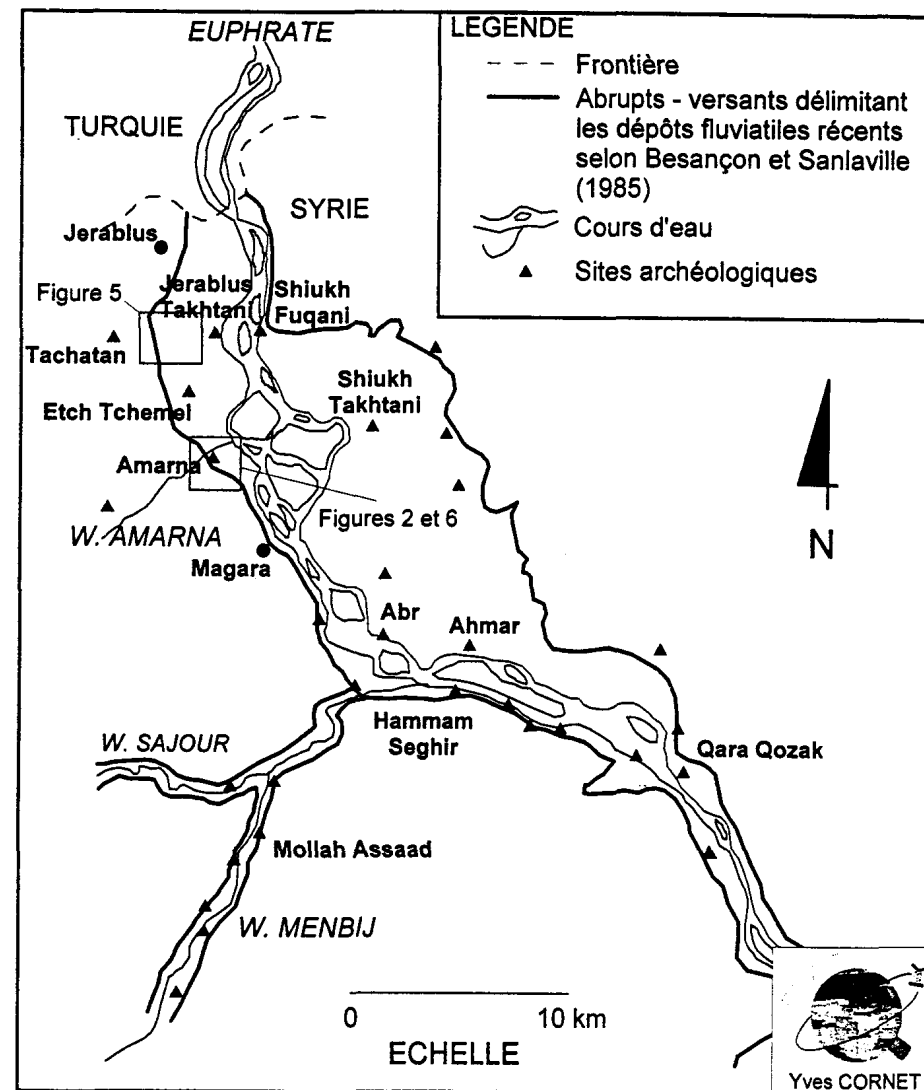 EUPHRATE
LEGENDE
Frontière
Abrupts - versants délimitant
les dépôts fluviatiles récents
selon Besançon et Sanlaville
(1985)
Cours d'eau
Sites archéologiques
TURQUIE
SYRIE
Jerablus
Figure 5
Jerablus
Takhtani
Shiukh
Fuqani
Tachatan
Etch Tchemel
Shiukh
Takhtani
Amarna
Figures 2 et 6
W. AMARNA
N
Magara
Abr
Ahmar
W. SAJOUR
Hammam
Seghir
Qara Qozak
Mollah Assaad
W. MENBIJ
0 10 km
ECHELLE
Yves CORNET